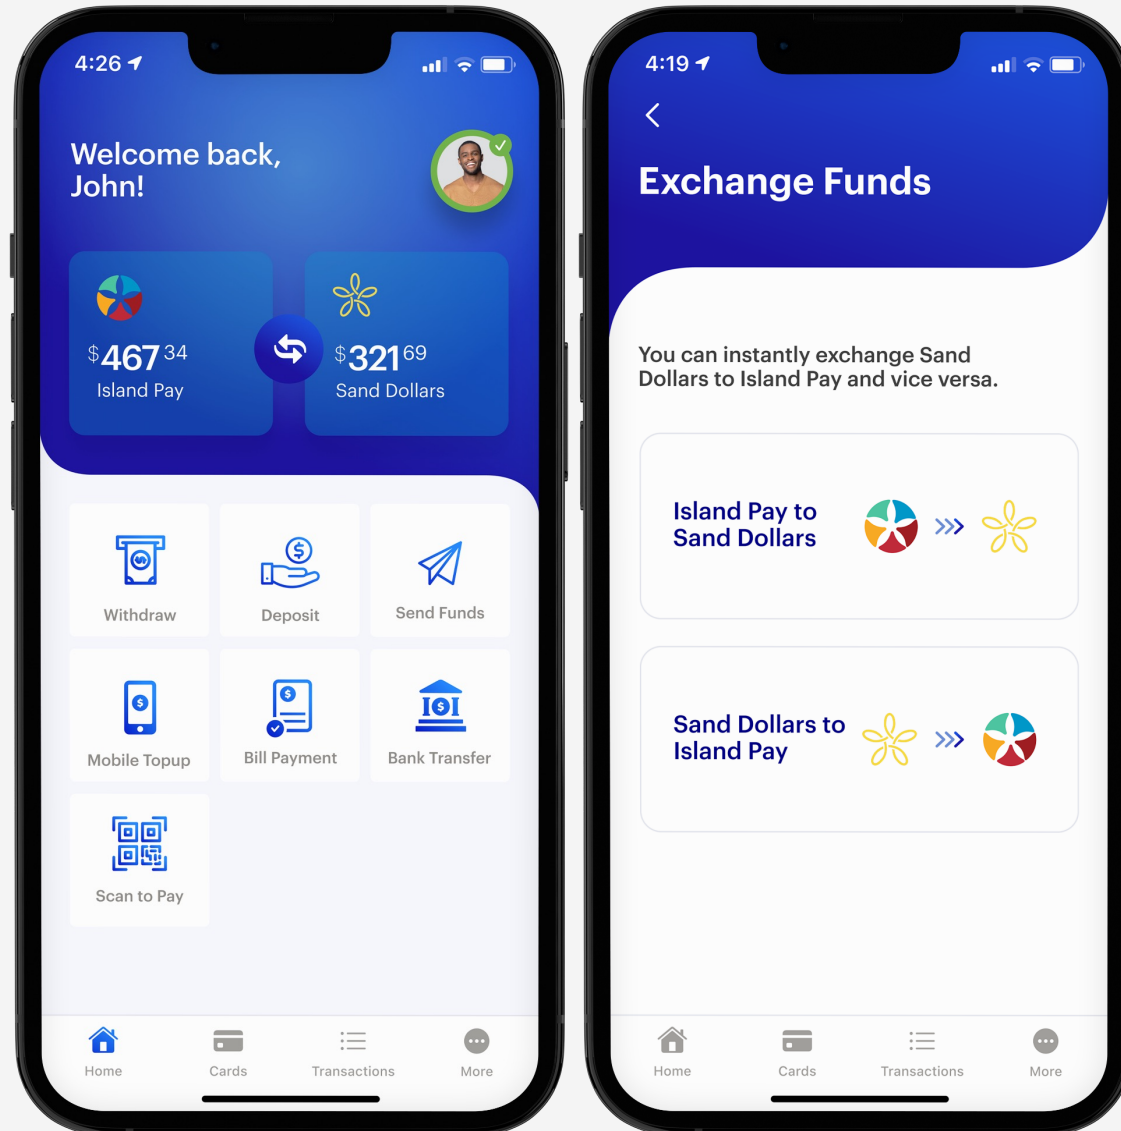 4:26
Welcome back,
John!
$467 34
Island Pay
$321 69
Sand Dollars
Withdraw
Deposit
Send Funds
Mobile Topup
Bill Payment
Bank Transfer
Scan to Pay
Home
Cards
Transactions
More
4:19
Exchange Funds
You can instantly exchange Sand
Dollars to Island Pay and vice versa.
Island Pay to
Sand Dollars
Sand Dollars to
Island Pay
Home
Cards
Transactions
More